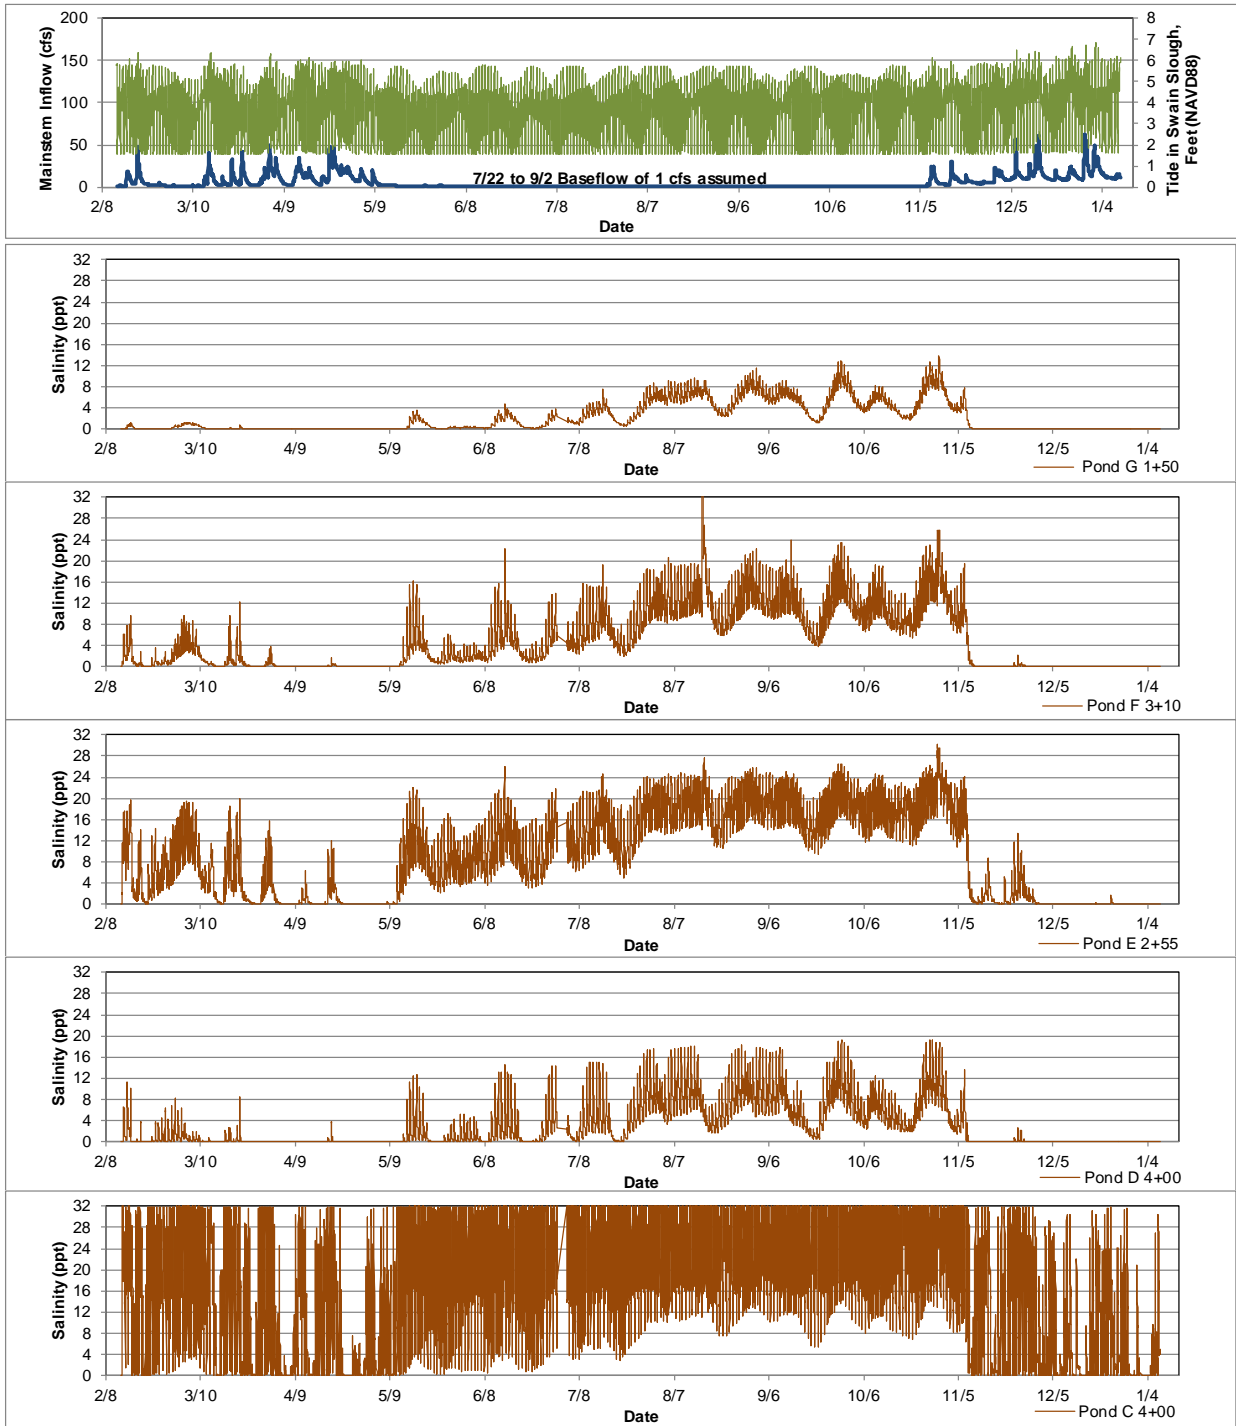 200
150
100
50
0
Mainstem Inflow (cfs)
8
7
6
5
4
3
2
1
0
Tide in Swain Slough,
Feet (NAVD88)
7/22 to 9/2 Baseflow of 1 cfs assumed
2/8 3/10 4/9 5/9 6/8 7/8 8/7 9/6 10/6 11/5 12/5 1/4
Date
32
28
24
20
16
12
8
4
0
Salinity (ppt)
2/8 3/10 4/9 5/9 6/8 7/8 8/7 9/6 10/6 11/5 12/5 1/4
Date
Pond G 1+50
32
28
24
20
16
12
8
4
0
Salinity (ppt)
2/8 3/10 4/9 5/9 6/8 7/8 8/7 9/6 10/6 11/5 12/5 1/4
Date
Pond F 3+10
32
28
24
20
16
12
8
4
0
Salinity (ppt)
2/8 3/10 4/9 5/9 6/8 7/8 8/7 9/6 10/6 11/5 12/5 1/4
Date
Pond E 2+55
32
28
24
20
16
12
8
4
0
Salinity (ppt)
2/8 3/10 4/9 5/9 6/8 7/8 8/7 9/6 10/6 11/5 12/5 1/4
Date
Pond D 4+00
32
28
24
20
16
12
8
4
0
Salinity (ppt)
2/8 3/10 4/9 5/9 6/8 7/8 8/7 9/6 10/6 11/5 12/5 1/4
Date
Pond C 4+00